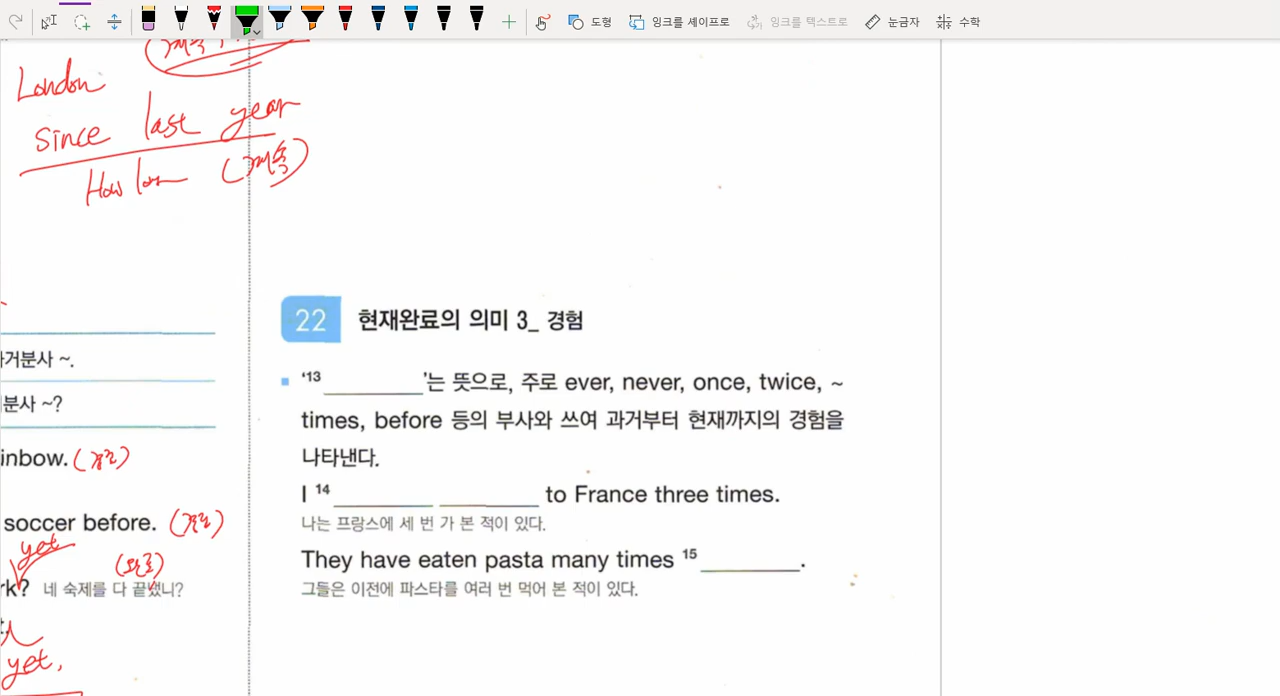 도형
잉크를 셰이프로
잉크를 텍스트로
눈금자
수학
London
since last year
How lon (계속)
22 현재완료의 의미 3_ 경험
'13 ________'는 뜻으로, 주로 ever, never, once, twice, ~
times, before 등의 부사와 쓰여 과거부터 현재까지의 경험을
나타낸다.
I 14 ________ ________ to France three times.
나는 프랑스에 세 번 가 본 적이 있다.
They have eaten pasta many times 15 ________.
그들은 이전에 파스타를 여러 번 먹어 본 적이 있다.
거분사 ~.
분사 ~?
inbow.
soccer before.
yet
(완료)
rk? 네 숙제를 다 끝냈니?
yet.